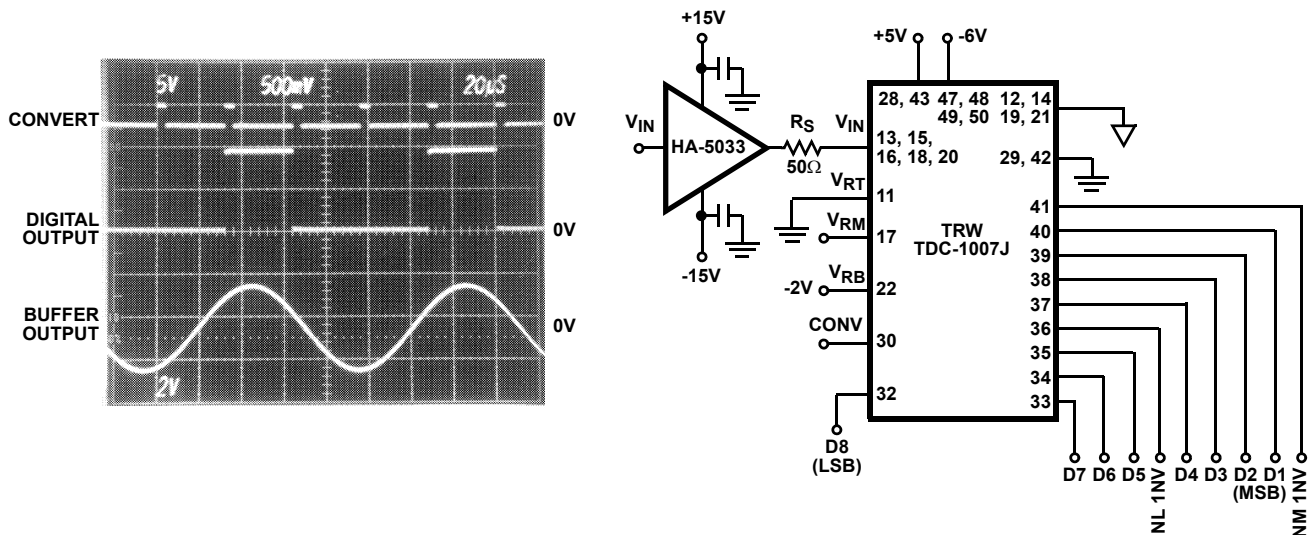 5V 500mV 20µS
CONVERT
0V
DIGITAL
OUTPUT
0V
BUFFER
OUTPUT
0V
2V
+15V
VIN
HA-5033
RS
50Ω
-15V
+5V
-6V
28, 43 47, 48 12, 14
49, 50 19, 21
VIN
13, 15,
16, 18, 20
29, 42
VRT
11
VRM
17
VRB
-2V
22
CONV
30
32
D8
(LSB)
TRW
TDC-1007J
41
40
39
38
37
36
35
34
33
D7 D6 D5 NL 1NV D4 D3 D2 D1 NM 1NV
(MSB)